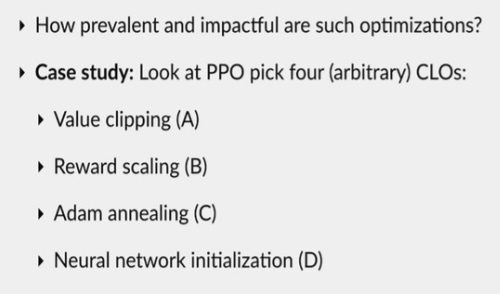 ‣ How prevalent and impactful are such optimizations?
‣ Case study: Look at PPO pick four (arbitrary) CLOs:
‣ Value clipping (A)
‣ Reward scaling (B)
‣ Adam annealing (C)
‣ Neural network initialization (D)